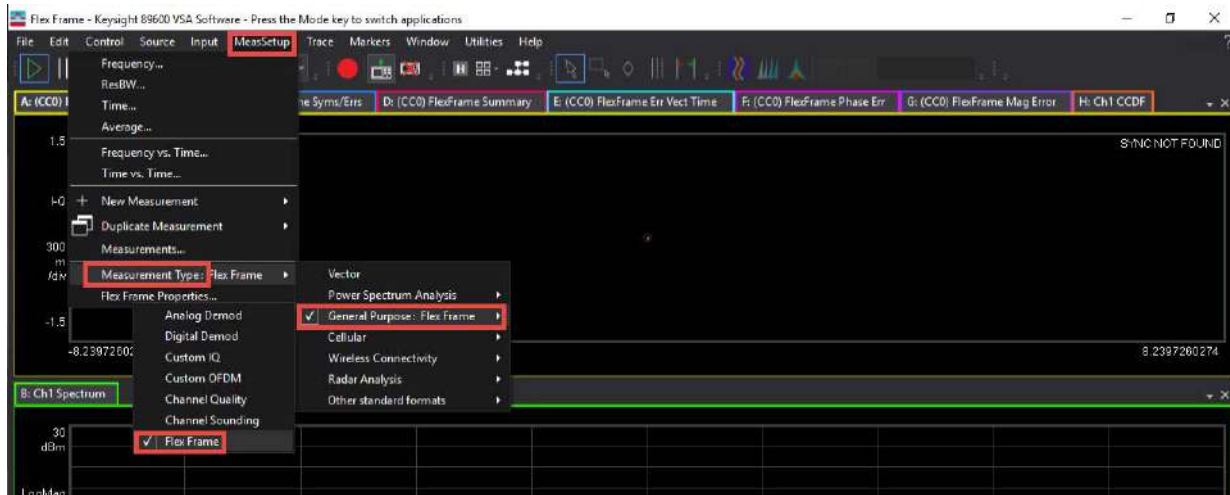 Flex Frame - Keysight 89600 VSA Software - Press the Mode key to switch applications
File Edit Control Source Input MeasSetup Trace Markers Window Utilities Help
Frequency...
ResBW...
Time...
Average...
Frequency vs. Time...
Time vs. Time...
New Measurement
Duplicate Measurement
Measurements...
Measurement Type: Flex Frame
Flex Frame Properties...
Vector
Power Spectrum Analysis
General Purpose: Flex Frame
Cellular
Wireless Connectivity
Radar Analysis
Other standard formats
Analog Demod
Digital Demod
Custom IQ
Custom OFDM
Channel Quality
Channel Sounding
Flex Frame
A: (CC0) 
Syms/Errs
D: (CC0) FlexFrame Summary
E: (CC0) FlexFrame Err Vect Time
F: (CC0) FlexFrame Phase Err
G: (CC0) FlexFrame Mag Error
H: Ch1 CCDF
SYNC NOT FOUND
1.5
I-Q
300
m
/div
-1.5
-8.2397260
8.2397260274
B: Ch1 Spectrum
30
dBm
LogMag